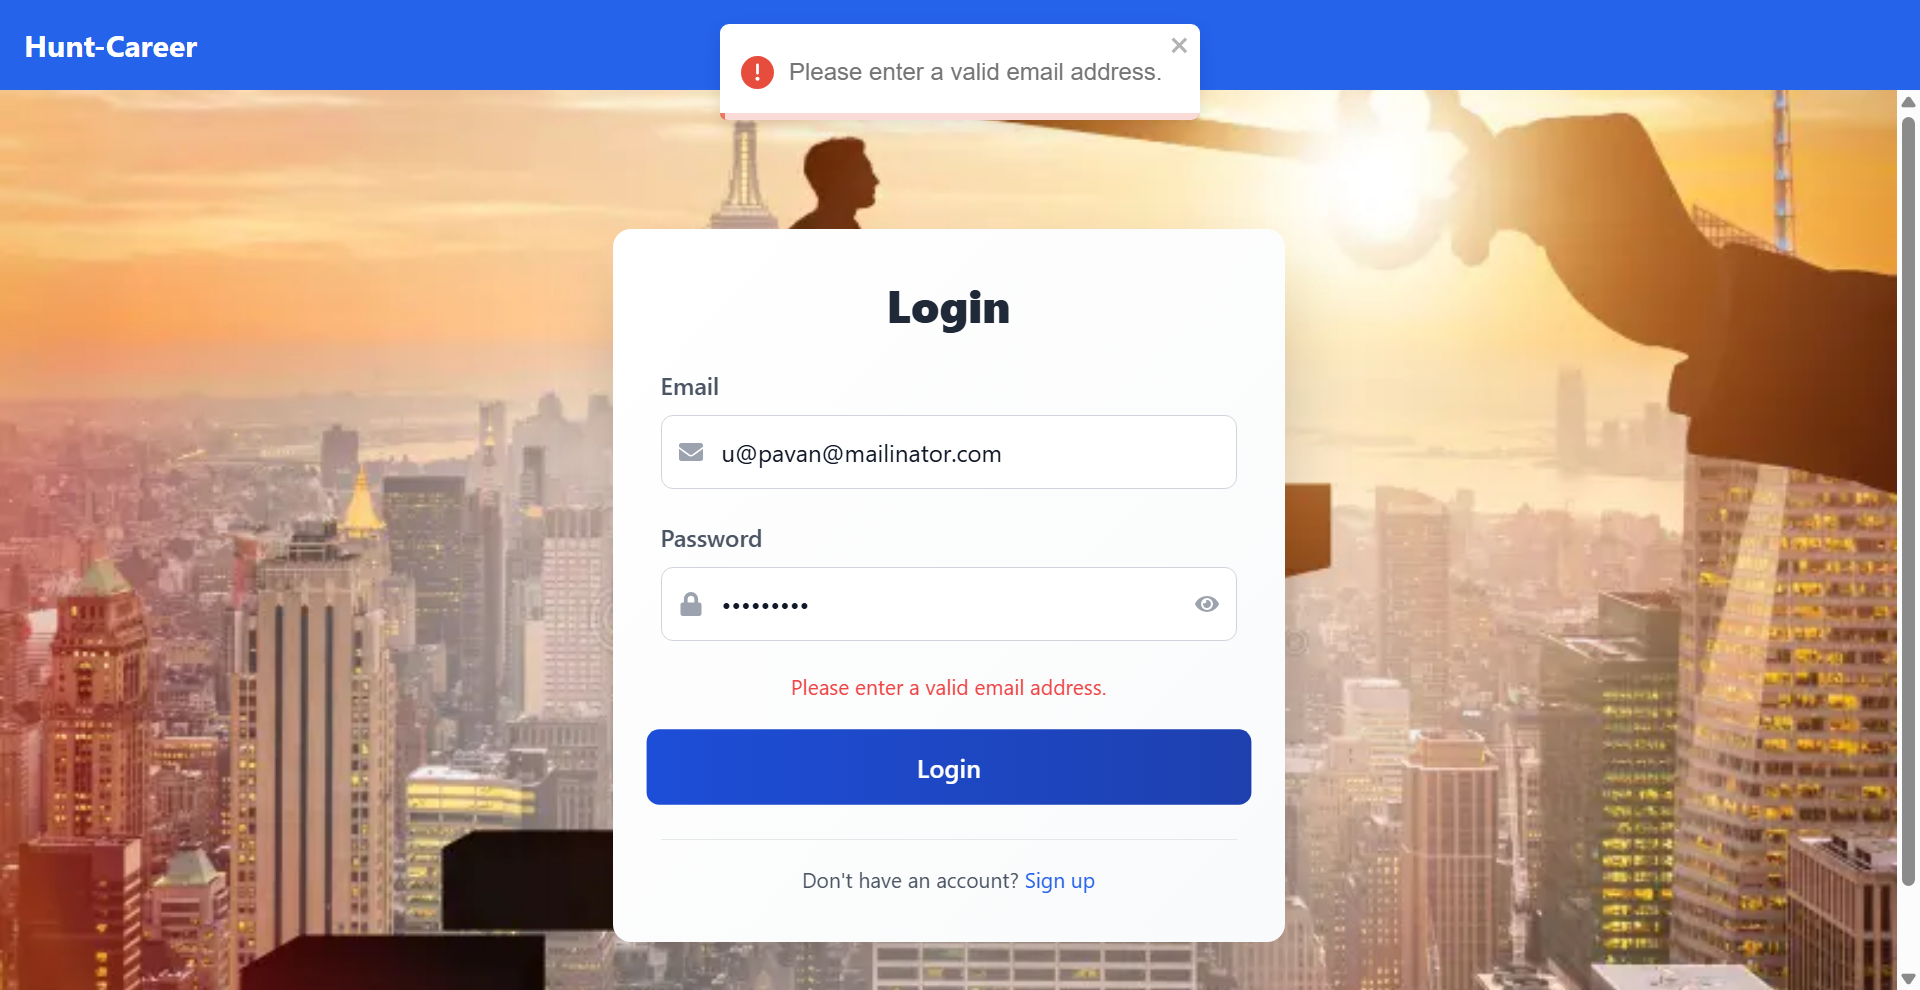 Hunt-Career
Please enter a valid email address.
Login
Email
u@pavan@mailinator.com
Password
•••••••••
Please enter a valid email address.
Login
Don't have an account? Sign up